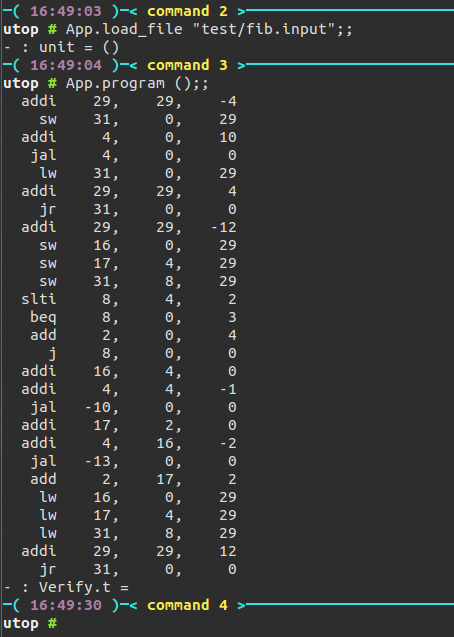 ─( 16:49:03 )─< command 2 >─
utop # App.load_file "test/fib.input";;
- : unit = ()
─( 16:49:04 )─< command 3 >─
utop # App.program ();;
addi 29, 29, -4
sw 31, 0, 29
addi 4, 0, 10
jal 4, 0, 0
lw 31, 0, 29
addi 29, 29, 4
jr 31, 0, 0
addi 29, 29, -12
sw 16, 0, 29
sw 17, 4, 29
sw 31, 8, 29
slti 8, 4, 2
beq 8, 0, 3
add 2, 0, 4
j 8, 0, 0
addi 16, 4, 0
addi 4, 4, -1
jal -10, 0, 0
addi 17, 2, 0
addi 4, 16, -2
jal -13, 0, 0
add 2, 17, 2
lw 16, 0, 29
lw 17, 4, 29
lw 31, 8, 29
addi 29, 29, 12
jr 31, 0, 0
- : Verify.t =
─( 16:49:30 )─< command 4 >─
utop #